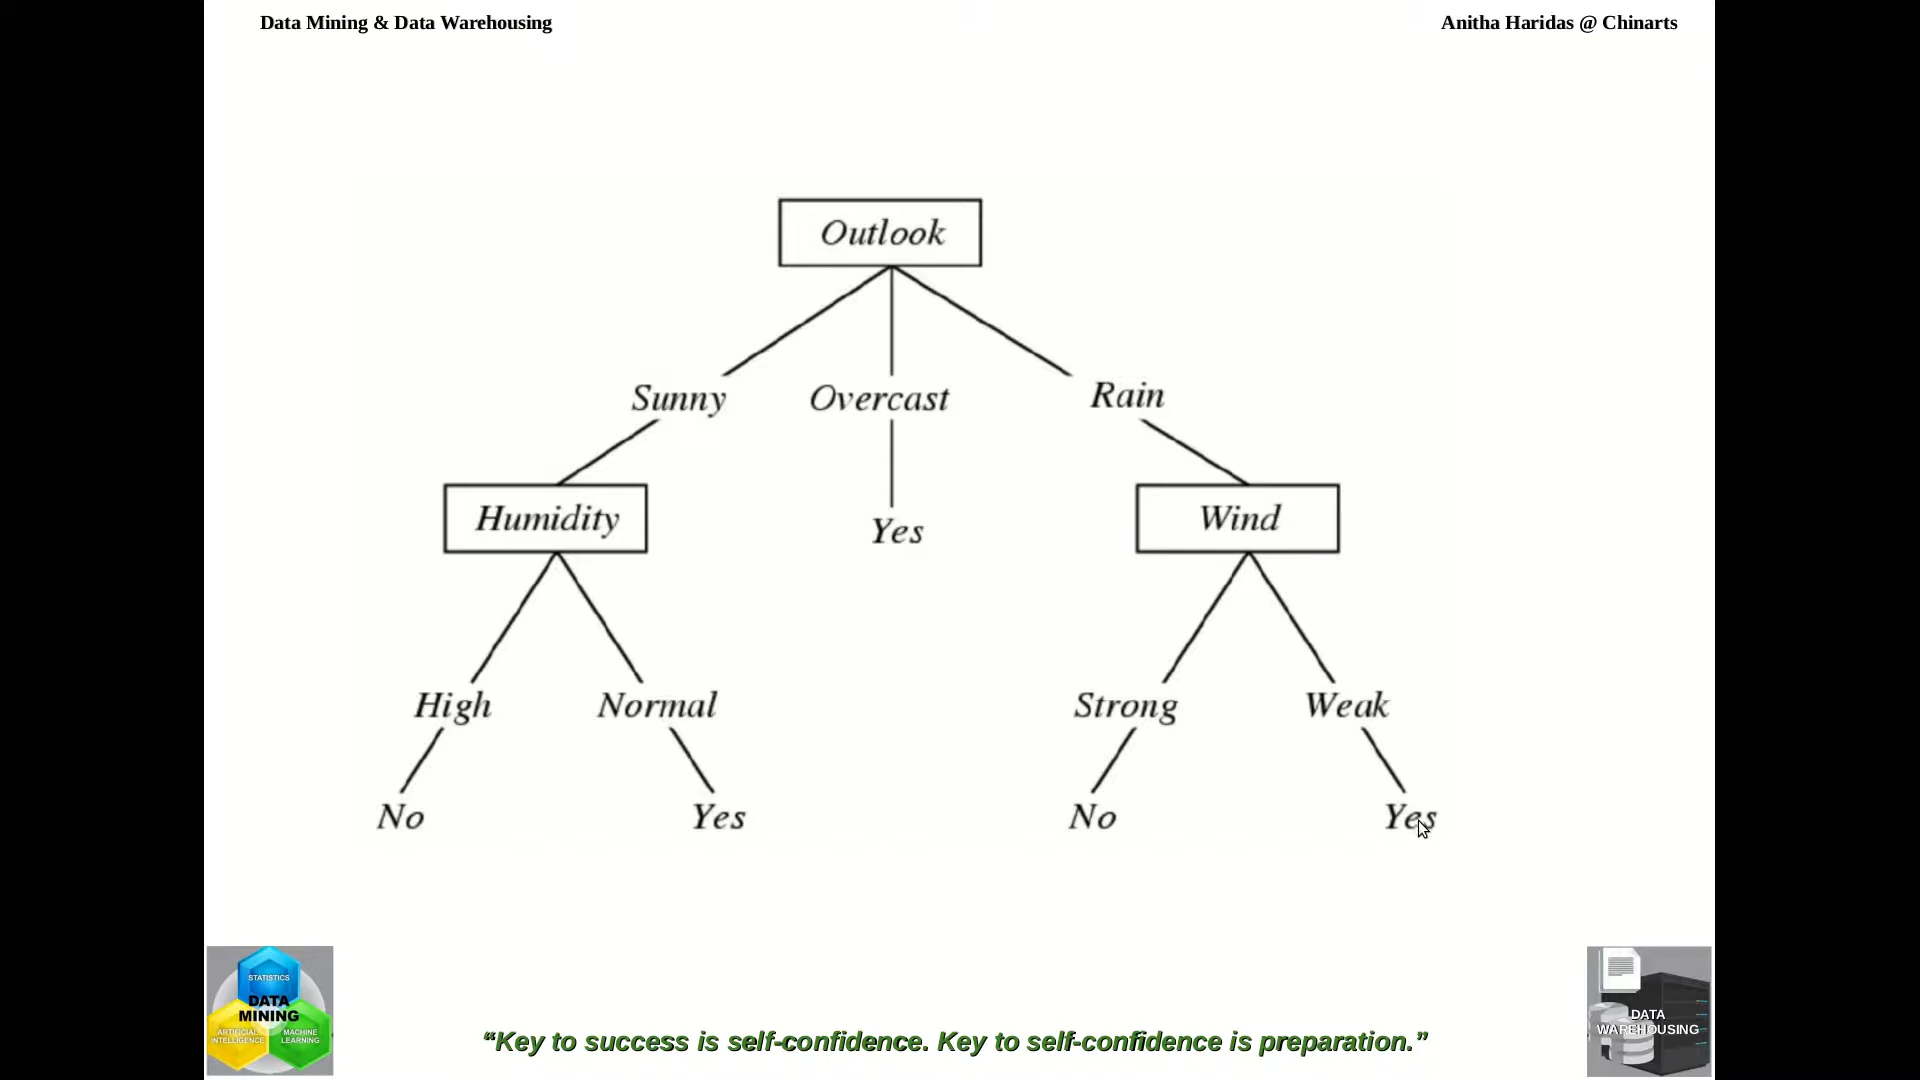 Data Mining & Data Warehousing
Anitha Haridas @ Chinarts
Outlook
Sunny
Overcast
Rain
Humidity
Yes
Wind
High
Normal
Strong
Weak
No
Yes
No
Yes
STATISTICS
DATA
MINING
ARTIFICIAL
INTELLIGENCE
MACHINE
LEARNING
“Key to success is self-confidence. Key to self-confidence is preparation.”
DATA
WAREHOUSING